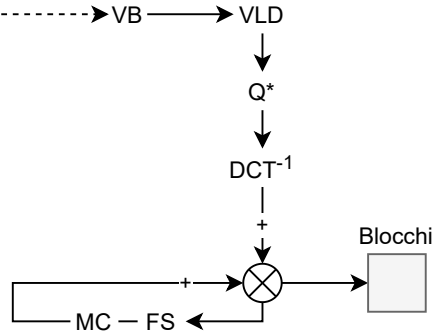 VB VLD
Q*
DCT⁻¹
+
Blocchi
+
MC FS